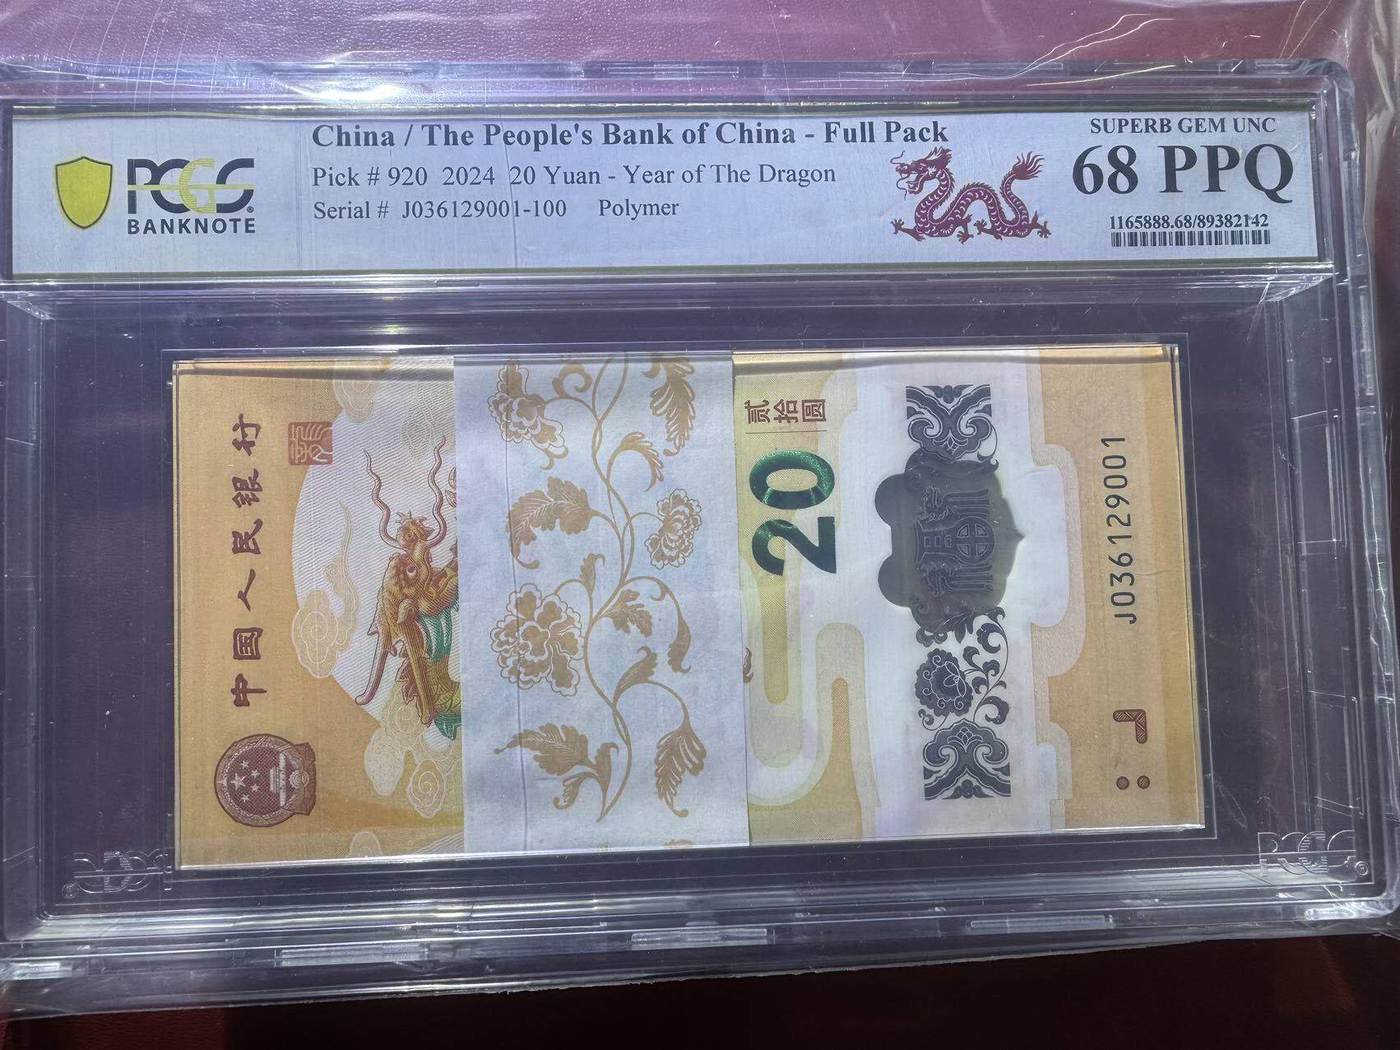 PCGS
BANKNOTE
China / The People's Bank of China - Full Pack
Pick # 920 2024 20 Yuan - Year of The Dragon
Serial # J036129001-100 Polymer
SUPERB GEM UNC
68 PPQ
1165888.68/89382142
中国人民银行
贰拾圆
20
J036129001
PCGS
PCGS